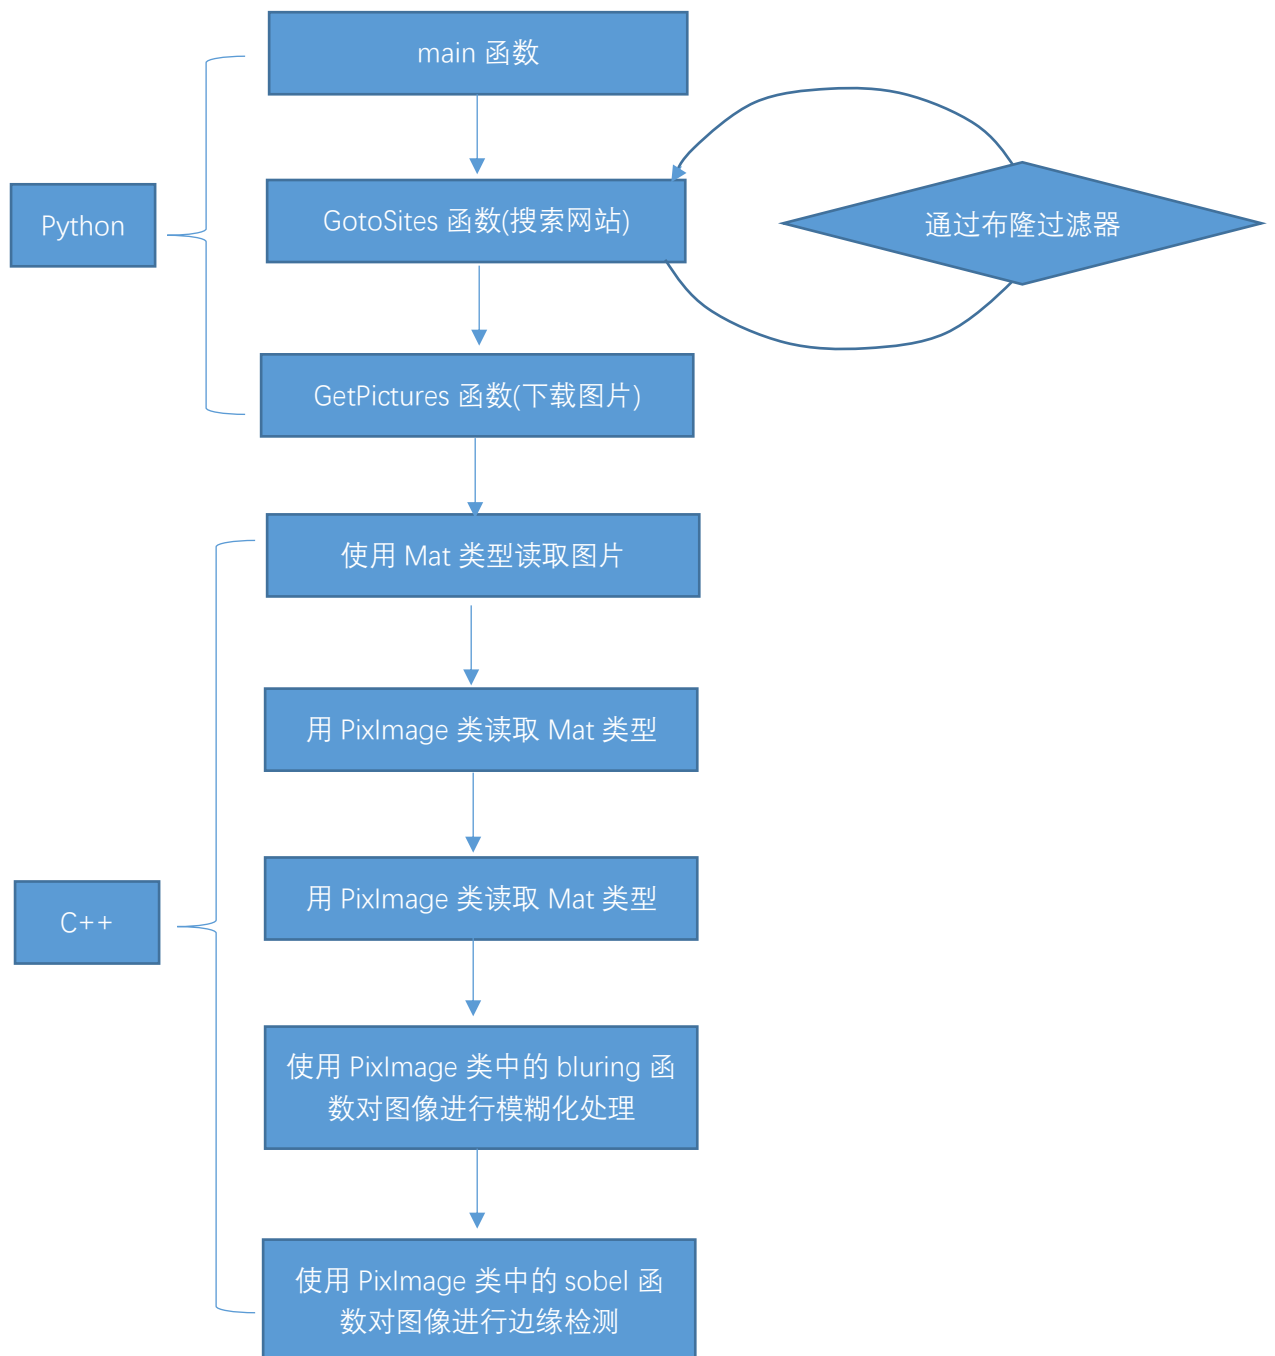 main 函数
Python
GotoSites 函数(搜索网站)
通过布隆过滤器
GetPictures 函数(下载图片)
使用 Mat 类型读取图片
用 PixImage 类读取 Mat 类型
用 PixImage 类读取 Mat 类型
C++
使用 PixImage 类中的 bluring 函
数对图像进行模糊化处理
使用 PixImage 类中的 sobel 函
数对图像进行边缘检测